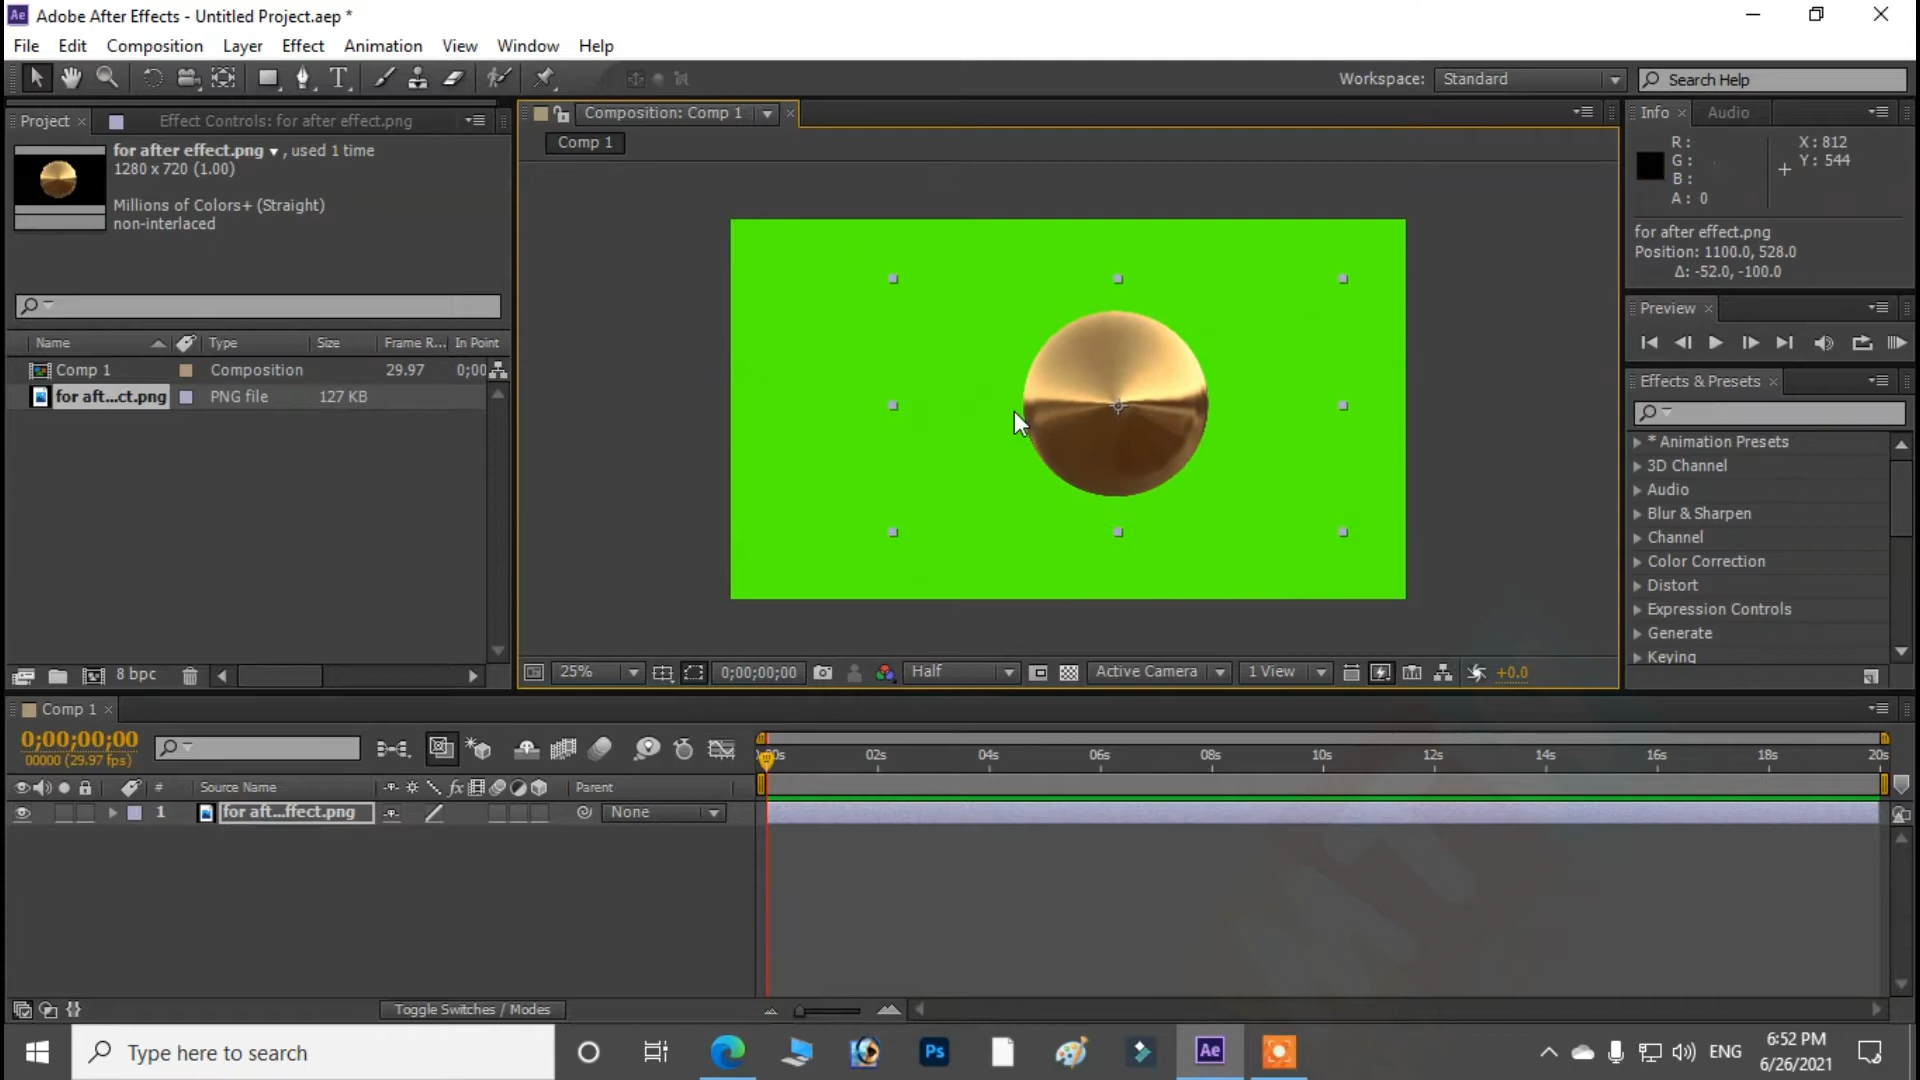 Ae Adobe After Effects - Untitled Project.aep *
File Edit Composition Layer Effect Animation View Window Help
T Workspace: Standard Search Help
Project × Effect Controls: for after effect.png
for after effect.png , used 1 time
1280 x 720 (1.00)
Millions of Colors+ (Straight)
non-interlaced
Name Type Size Frame R... In Point
Comp 1 Composition 29.97 0;00
for aft...ct.png PNG file 127 KB
8 bpc
Composition: Comp 1 ×
Comp 1
25% 0;00;00;00 Half Active Camera 1 View +0.0
Info × Audio
R : X : 812
G : Y : 544
B :
A : 0
for after effect.png
Position: 1100.0, 528.0
Δ: -52.0, -100.0
Preview ×
Effects & Presets ×
* Animation Presets
3D Channel
Audio
Blur & Sharpen
Channel
Color Correction
Distort
Expression Controls
Generate
Keying
Comp 1 ×
0;00;00;00
00000 (29.97 fps)
02s 04s 06s 08s 10s 12s 14s 16s 18s 20s
# Source Name fx Parent
1 for aft...ffect.png None
Toggle Switches / Modes
Type here to search
Ps Ae
ENG
6:52 PM
6/26/2021